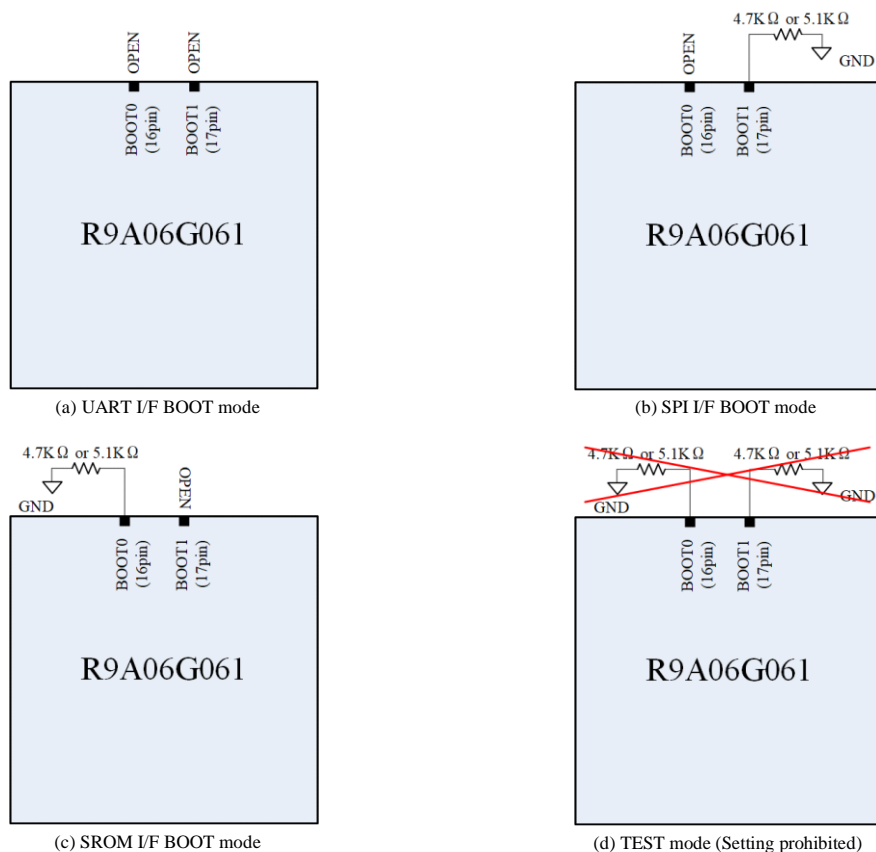 OPEN
OPEN
BOOT0
(16pin)
BOOT1
(17pin)
R9A06G061
(a) UART I/F BOOT mode
4.7KΩ or 5.1KΩ
GND
OPEN
BOOT0
(16pin)
BOOT1
(17pin)
R9A06G061
(b) SPI I/F BOOT mode
4.7KΩ or 5.1KΩ
GND
OPEN
BOOT0
(16pin)
BOOT1
(17pin)
R9A06G061
(c) SROM I/F BOOT mode
4.7KΩ or 5.1KΩ
4.7KΩ or 5.1KΩ
GND
GND
BOOT0
(16pin)
BOOT1
(17pin)
R9A06G061
(d) TEST mode (Setting prohibited)